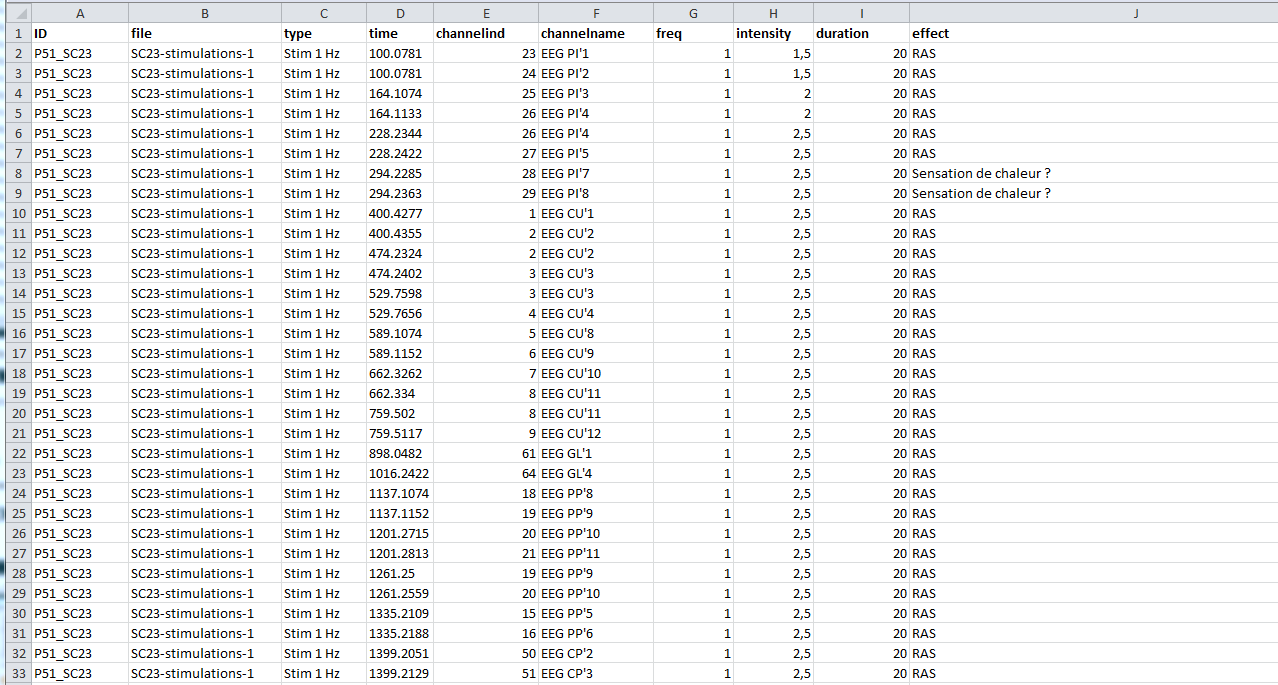 A B C D E F G H I J
1 ID file type time channelind channelname freq intensity duration effect
2 P51_SC23 SC23-stimulations-1 Stim 1 Hz 100.0781 23 EEG PI'1 1 1,5 20 RAS
3 P51_SC23 SC23-stimulations-1 Stim 1 Hz 100.0781 24 EEG PI'2 1 1,5 20 RAS
4 P51_SC23 SC23-stimulations-1 Stim 1 Hz 164.1074 25 EEG PI'3 1 2 20 RAS
5 P51_SC23 SC23-stimulations-1 Stim 1 Hz 164.1133 26 EEG PI'4 1 2 20 RAS
6 P51_SC23 SC23-stimulations-1 Stim 1 Hz 228.2344 26 EEG PI'4 1 2,5 20 RAS
7 P51_SC23 SC23-stimulations-1 Stim 1 Hz 228.2422 27 EEG PI'5 1 2,5 20 RAS
8 P51_SC23 SC23-stimulations-1 Stim 1 Hz 294.2285 28 EEG PI'7 1 2,5 20 Sensation de chaleur ?
9 P51_SC23 SC23-stimulations-1 Stim 1 Hz 294.2363 29 EEG PI'8 1 2,5 20 Sensation de chaleur ?
10 P51_SC23 SC23-stimulations-1 Stim 1 Hz 400.4277 1 EEG CU'1 1 2,5 20 RAS
11 P51_SC23 SC23-stimulations-1 Stim 1 Hz 400.4355 2 EEG CU'2 1 2,5 20 RAS
12 P51_SC23 SC23-stimulations-1 Stim 1 Hz 474.2324 2 EEG CU'2 1 2,5 20 RAS
13 P51_SC23 SC23-stimulations-1 Stim 1 Hz 474.2402 3 EEG CU'3 1 2,5 20 RAS
14 P51_SC23 SC23-stimulations-1 Stim 1 Hz 529.7598 3 EEG CU'3 1 2,5 20 RAS
15 P51_SC23 SC23-stimulations-1 Stim 1 Hz 529.7656 4 EEG CU'4 1 2,5 20 RAS
16 P51_SC23 SC23-stimulations-1 Stim 1 Hz 589.1074 5 EEG CU'8 1 2,5 20 RAS
17 P51_SC23 SC23-stimulations-1 Stim 1 Hz 589.1152 6 EEG CU'9 1 2,5 20 RAS
18 P51_SC23 SC23-stimulations-1 Stim 1 Hz 662.3262 7 EEG CU'10 1 2,5 20 RAS
19 P51_SC23 SC23-stimulations-1 Stim 1 Hz 662.334 8 EEG CU'11 1 2,5 20 RAS
20 P51_SC23 SC23-stimulations-1 Stim 1 Hz 759.502 8 EEG CU'11 1 2,5 20 RAS
21 P51_SC23 SC23-stimulations-1 Stim 1 Hz 759.5117 9 EEG CU'12 1 2,5 20 RAS
22 P51_SC23 SC23-stimulations-1 Stim 1 Hz 898.0482 61 EEG GL'1 1 2,5 20 RAS
23 P51_SC23 SC23-stimulations-1 Stim 1 Hz 1016.2422 64 EEG GL'4 1 2,5 20 RAS
24 P51_SC23 SC23-stimulations-1 Stim 1 Hz 1137.1074 18 EEG PP'8 1 2,5 20 RAS
25 P51_SC23 SC23-stimulations-1 Stim 1 Hz 1137.1152 19 EEG PP'9 1 2,5 20 RAS
26 P51_SC23 SC23-stimulations-1 Stim 1 Hz 1201.2715 20 EEG PP'10 1 2,5 20 RAS
27 P51_SC23 SC23-stimulations-1 Stim 1 Hz 1201.2813 21 EEG PP'11 1 2,5 20 RAS
28 P51_SC23 SC23-stimulations-1 Stim 1 Hz 1261.25 19 EEG PP'9 1 2,5 20 RAS
29 P51_SC23 SC23-stimulations-1 Stim 1 Hz 1261.2559 20 EEG PP'10 1 2,5 20 RAS
30 P51_SC23 SC23-stimulations-1 Stim 1 Hz 1335.2109 15 EEG PP'5 1 2,5 20 RAS
31 P51_SC23 SC23-stimulations-1 Stim 1 Hz 1335.2188 16 EEG PP'6 1 2,5 20 RAS
32 P51_SC23 SC23-stimulations-1 Stim 1 Hz 1399.2051 50 EEG CP'2 1 2,5 20 RAS
33 P51_SC23 SC23-stimulations-1 Stim 1 Hz 1399.2129 51 EEG CP'3 1 2,5 20 RAS